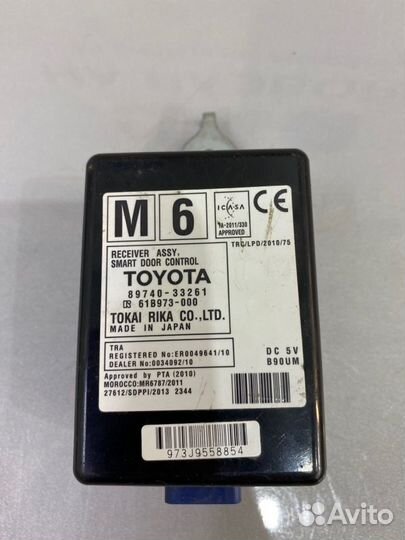 M 6
ICASA
TA-2011/330
APPROVED
CE
TRC/LPD/2010/75
RECEIVER ASSY,
SMART DOOR CONTROL
TOYOTA
89740-33261
61B973-000
TOKAI RIKA CO.,LTD.
MADE IN JAPAN
TRA
REGISTERED No:ER0049641/10
DEALER No:0034092/10
DC 5V
B90UM
Approved by PTA (2010)
MOROCCO:MR6787/2011
27612/SDPPI/2013 2344
973J9558854
Avito